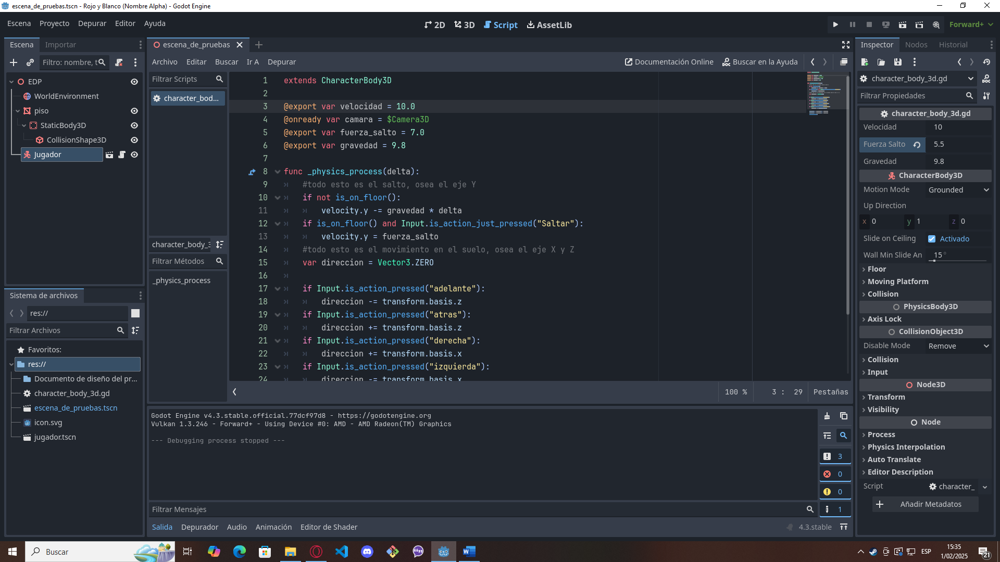 escena_de_pruebas.tscn - Rojo y Blanco (Nombre Alpha) - Godot Engine
Escena Proyecto Depurar Editor Ayuda
2D 3D Script AssetLib
Forward+
Escena Importar
Filtro: nombre, t
EDP
WorldEnvironment
piso
StaticBody3D
CollisionShape3D
Jugador
Sistema de archivos
res://
Filtrar Archivos
Favoritos:
res://
Documento de diseño del pr...
character_body_3d.gd
escena_de_pruebas.tscn
icon.svg
jugador.tscn
escena_de_pruebas
Archivo Editar Buscar Ir A Depurar
Documentación Online Buscar en la Ayuda
Filtrar Scripts
character_bod...
character_body_3
Filtrar Métodos
_physics_process
1 extends CharacterBody3D
2
3 @export var velocidad = 10.0
4 @onready var camara = $Camera3D
5 @export var fuerza_salto = 7.0
6 @export var gravedad = 9.8
7
8 func _physics_process(delta):
9 #todo esto es el salto, osea el eje Y
10 if not is_on_floor():
11 velocity.y -= gravedad * delta
12 if is_on_floor() and Input.is_action_just_pressed("Saltar"):
13 velocity.y = fuerza_salto
14 #todo esto es el movimiento en el suelo, osea el eje X y Z
15 var direccion = Vector3.ZERO
16
17 if Input.is_action_pressed("adelante"):
18 direccion -= transform.basis.z
19 if Input.is_action_pressed("atras"):
20 direccion += transform.basis.z
21 if Input.is_action_pressed("derecha"):
22 direccion += transform.basis.x
23 if Input.is_action_pressed("izquierda"):
24 direccion -= transform.basis.x
100 % 3 : 29 Pestañas
Godot Engine v4.3.stable.official.77dcf97d8 - https://godotengine.org
Vulkan 1.3.246 - Forward+ - Using Device #0: AMD - AMD Radeon(TM) Graphics
--- Debugging process stopped ---
3
0
0
1
Filtrar Mensajes
Salida Depurador Audio Animación Editor de Shader
4.3.stable
Inspector Nodos Historial
character_body_3d.gd
Filtrar Propiedades
character_body_3d.gd
Velocidad 10
Fuerza Salto 5.5
Gravedad 9.8
CharacterBody3D
Motion Mode Grounded
Up Direction
x 0 y 1 z 0
Slide on Ceiling Activado
Wall Min Slide An 15 °
Floor
Moving Platform
Collision
PhysicsBody3D
Axis Lock
CollisionObject3D
Disable Mode Remove
Collision
Input
Node3D
Transform
Visibility
Node
Process
Physics Interpolation
Auto Translate
Editor Description
Script character_
Añadir Metadatos
Buscar
ESP
15:35
1/02/2025
21